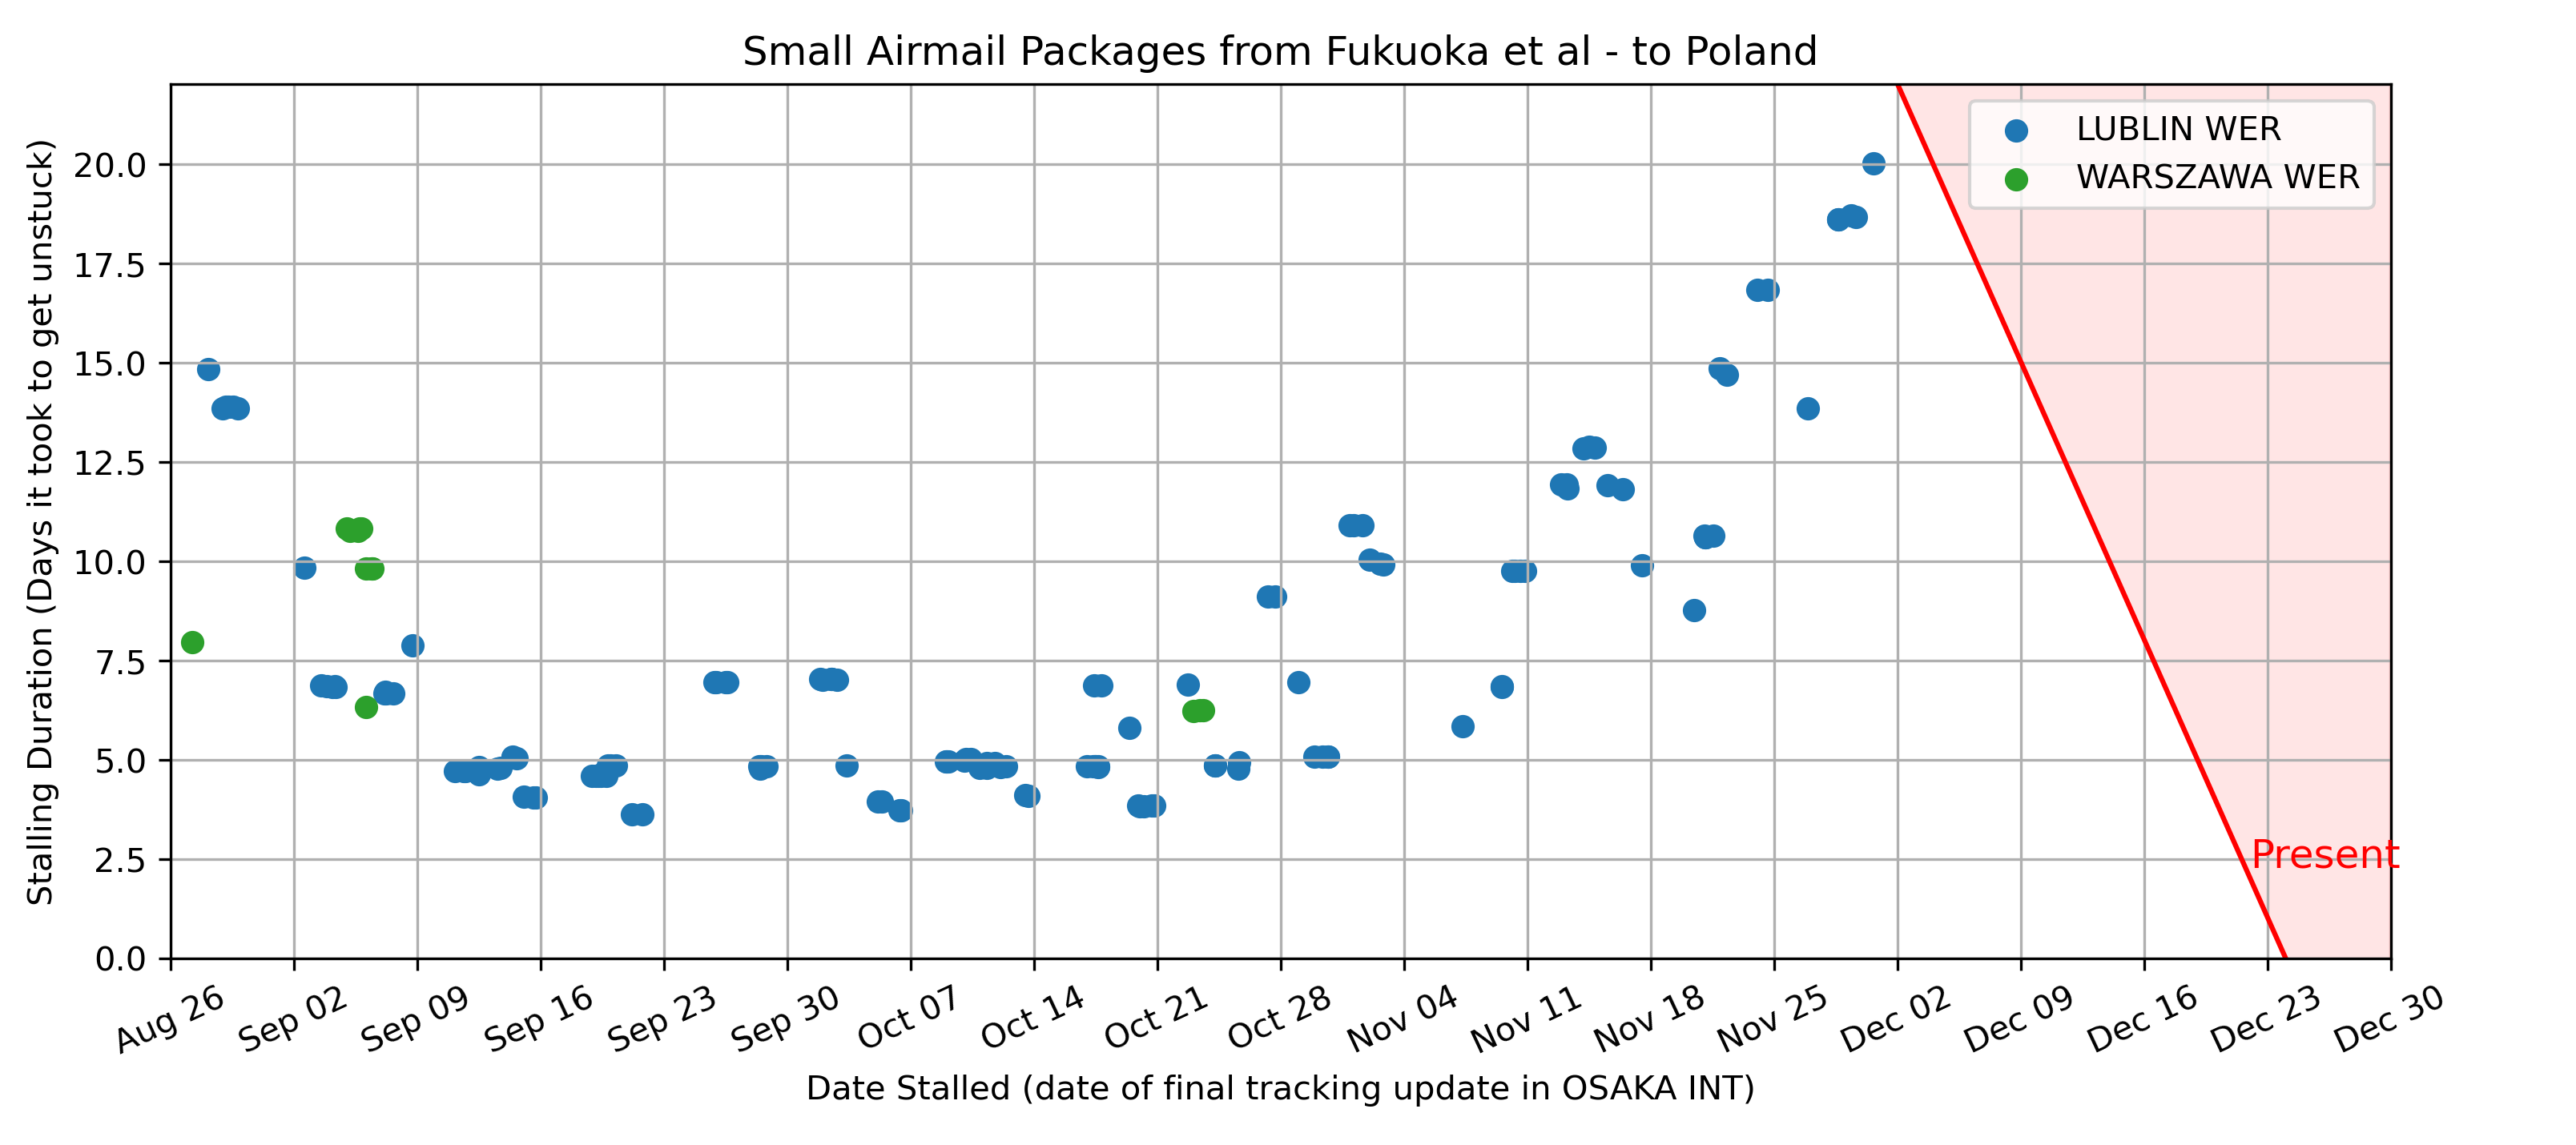 Small Airmail Packages from Fukuoka et al - to Poland
LUBLIN WER
WARSZAWA WER
Stalling Duration (Days it took to get unstuck)
20.0
17.5
15.0
12.5
10.0
7.5
5.0
2.5
0.0
Present
Aug 26
Sep 02
Sep 09
Sep 16
Sep 23
Sep 30
Oct 07
Oct 14
Oct 21
Oct 28
Nov 04
Nov 11
Nov 18
Nov 25
Dec 02
Dec 09
Dec 16
Dec 23
Dec 30
Date Stalled (date of final tracking update in OSAKA INT)